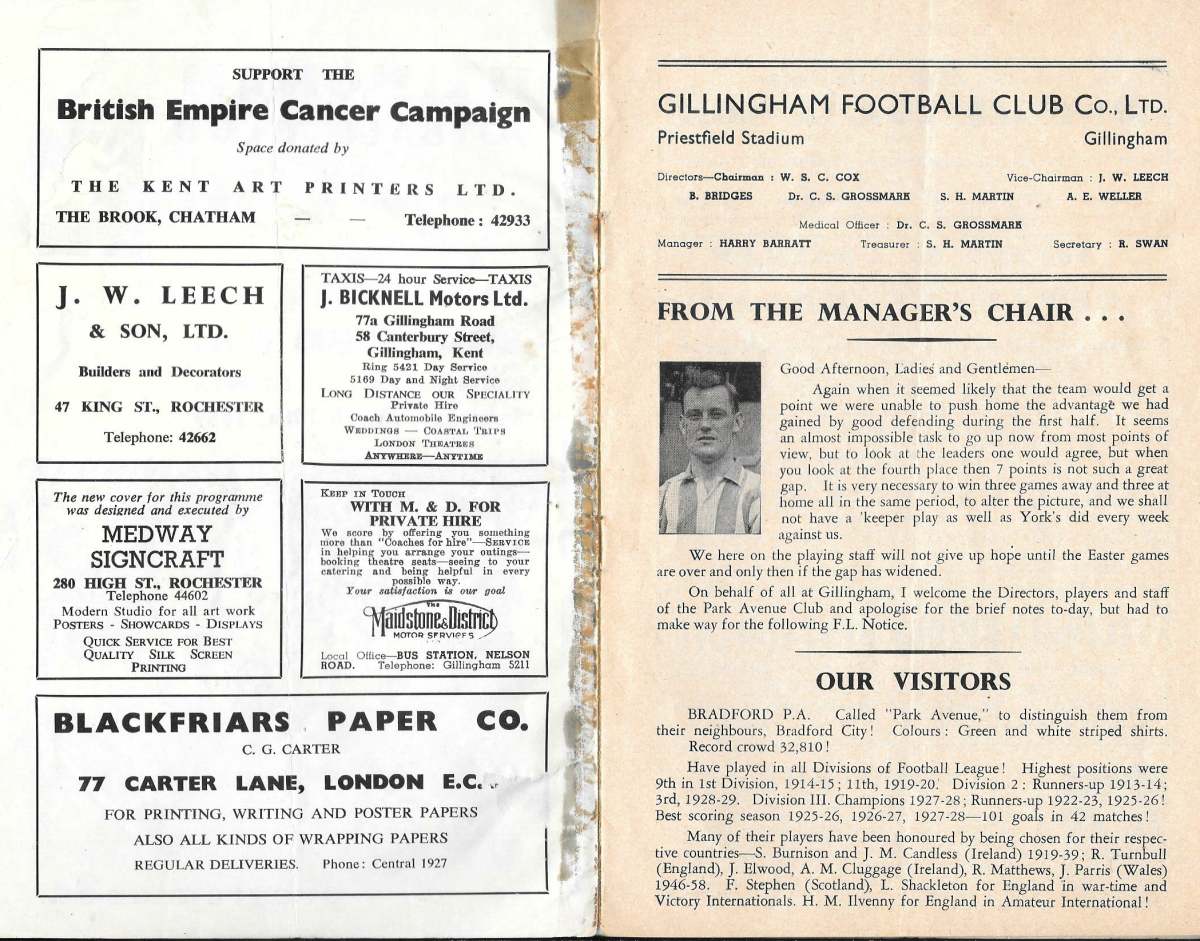 SUPPORT THE
British Empire Cancer Campaign
Space donated by
THE KENT ART PRINTERS LTD.
THE BROOK, CHATHAM — — Telephone: 42933
J. W. LEECH
& SON, LTD.
Builders and Decorators
47 KING ST., ROCHESTER
Telephone: 42662
TAXIS—24 hour Service—TAXIS
J. BICKNELL Motors Ltd.
77a Gillingham Road
58 Canterbury Street,
Gillingham, Kent
Ring 5421 Day Service
5169 Day and Night Service
LONG DISTANCE OUR SPECIALITY
Private Hire
Coach Automobile Engineers
WEDDINGS — COASTAL TRIPS
LONDON THEATRES
ANYWHERE—ANYTIME
The new cover for this programme
was designed and executed by
MEDWAY
SIGNCRAFT
280 HIGH ST., ROCHESTER
Telephone 44602
Modern Studio for all art work
POSTERS - SHOWCARDS - DISPLAYS
QUICK SERVICE FOR BEST
QUALITY SILK SCREEN
PRINTING
KEEP IN TOUCH
WITH M. & D. FOR
PRIVATE HIRE
We score by offering you something
more than "Coaches for hire"—SERVICE
in helping you arrange your outings—
booking theatre seats—seeing to your
catering and being helpful in every
possible way.
Your satisfaction is our goal
The
Maidstone & District
MOTOR SERVICES
Local Office—BUS STATION, NELSON
ROAD. Telephone: Gillingham 5211
BLACKFRIARS PAPER CO.
C. G. CARTER
77 CARTER LANE, LONDON E.C.
FOR PRINTING, WRITING AND POSTER PAPERS
ALSO ALL KINDS OF WRAPPING PAPERS
REGULAR DELIVERIES. Phone: Central 1927
GILLINGHAM FOOTBALL CLUB Co., LTD.
Priestfield Stadium Gillingham
Directors—Chairman : W. S. C. COX Vice-Chairman : J. W. LEECH
B. BRIDGES Dr. C. S. GROSSMARK S. H. MARTIN A. E. WELLER
Medical Officer : Dr. C. S. GROSSMARK
Manager : HARRY BARRATT Treasurer : S. H. MARTIN Secretary : R. SWAN
FROM THE MANAGER'S CHAIR . . .
Good Afternoon, Ladies and Gentlemen—
Again when it seemed likely that the team would get a
point we were unable to push home the advantage we had
gained by good defending during the first half. It seems
an almost impossible task to go up now from most points of
view, but to look at the leaders one would agree, but when
you look at the fourth place then 7 points is not such a great
gap. It is very necessary to win three games away and three at
home all in the same period, to alter the picture, and we shall
not have a 'keeper play as well as York's did every week
against us.
We here on the playing staff will not give up hope until the Easter games
are over and only then if the gap has widened.
On behalf of all at Gillingham, I welcome the Directors, players and staff
of the Park Avenue Club and apologise for the brief notes to-day, but had to
make way for the following F.L. Notice.
OUR VISITORS
BRADFORD P.A. Called "Park Avenue," to distinguish them from
their neighbours, Bradford City! Colours: Green and white striped shirts.
Record crowd 32,810!
Have played in all Divisions of Football League! Highest positions were
9th in 1st Division, 1914-15; 11th, 1919-20. Division 2: Runners-up 1913-14;
3rd, 1928-29. Division III. Champions 1927-28; Runners-up 1922-23, 1925-26!
Best scoring season 1925-26, 1926-27, 1927-28—101 goals in 42 matches!
Many of their players have been honoured by being chosen for their respec-
tive countries—S. Burnison and J. M. Candless (Ireland) 1919-39; R. Turnbull
(England), J. Elwood, A. M. Cluggage (Ireland), R. Matthews, J. Parris (Wales)
1946-58. F. Stephen (Scotland), L. Shackleton for England in war-time and
Victory Internationals. H. M. Ilvenny for England in Amateur International!